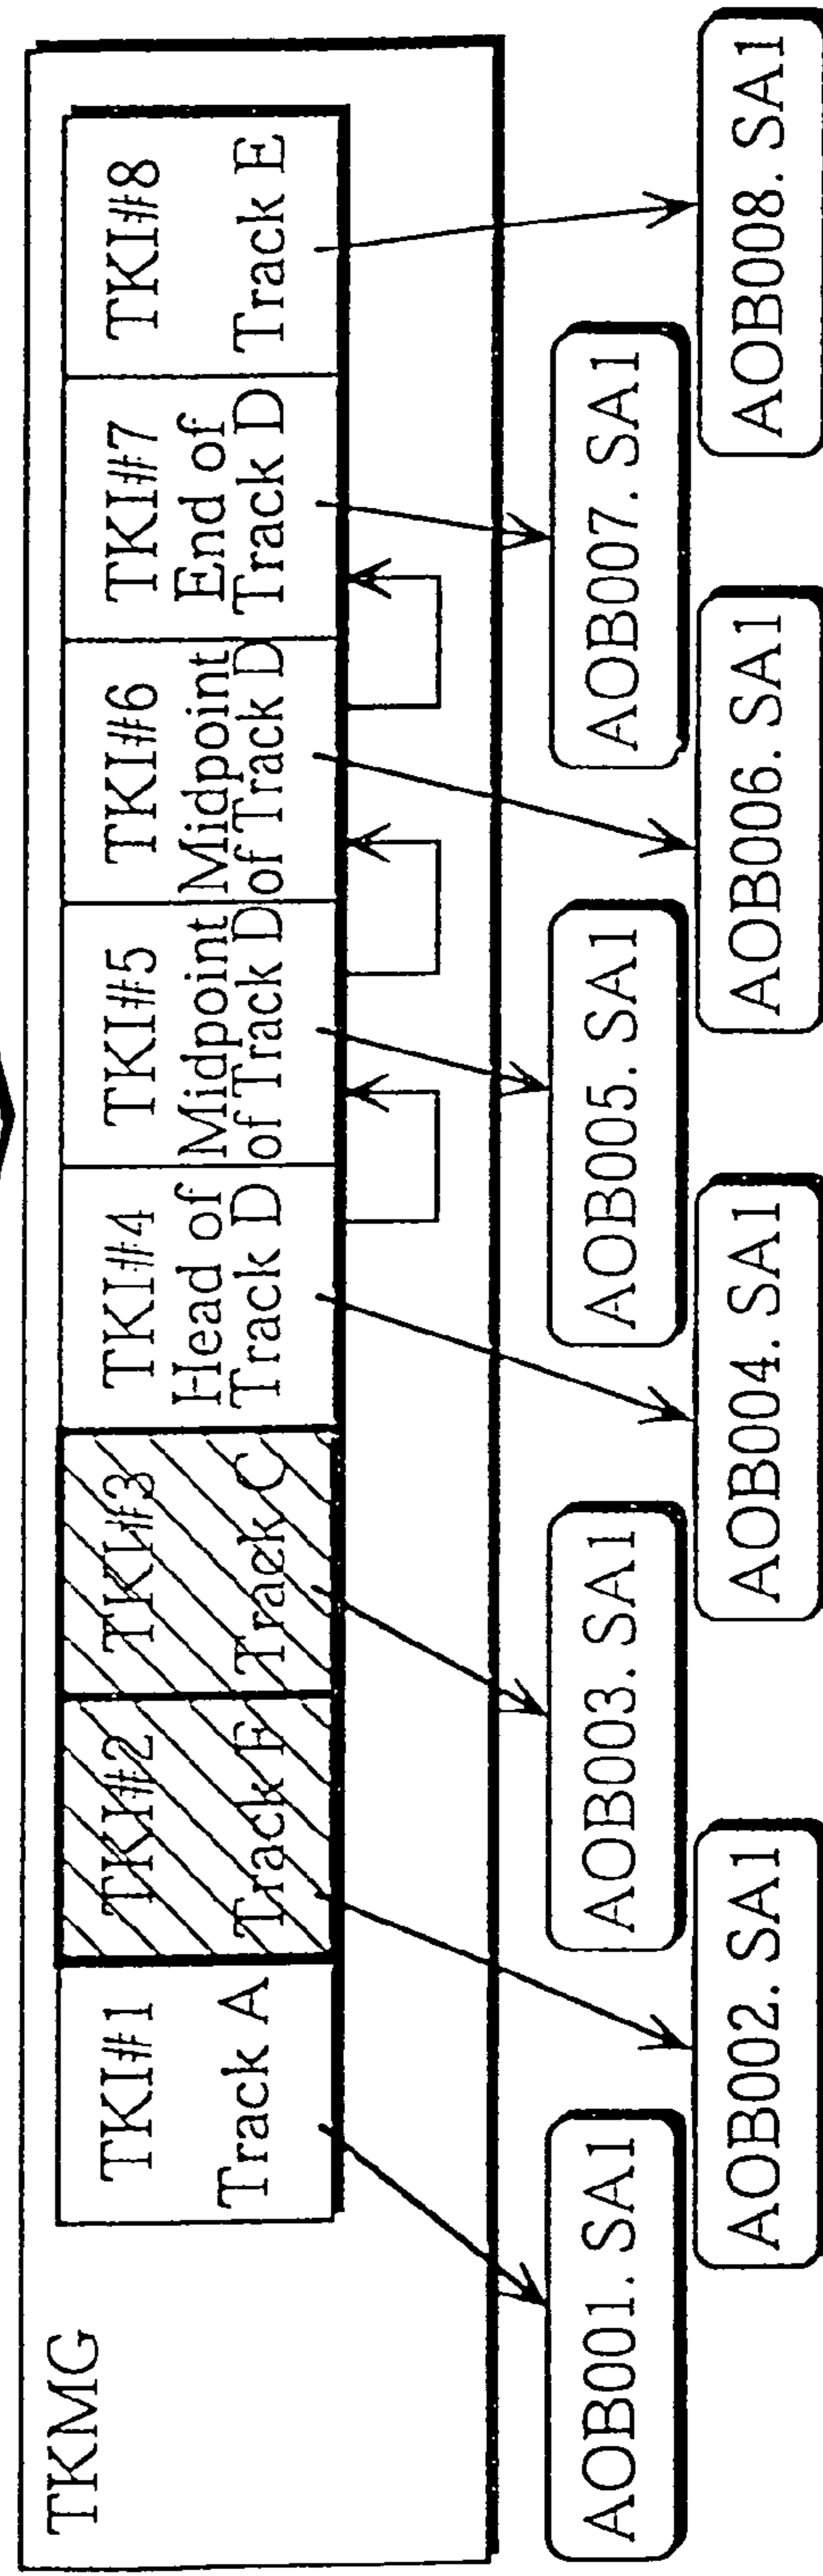 TKMG
TKI#1
Track A
TKI#2
Track F
TKI#3
Track C
TKI#4
Head of
Track D
TKI#5
Midpoint
of Track D
TKI#6
Midpoint
of Track D
TKI#7
End of
Track D
TKI#8
Track E
AOB001. SA1
AOB002. SA1
AOB003. SA1
AOB004. SA1
AOB005. SA1
AOB006. SA1
AOB007. SA1
AOB008. SA1